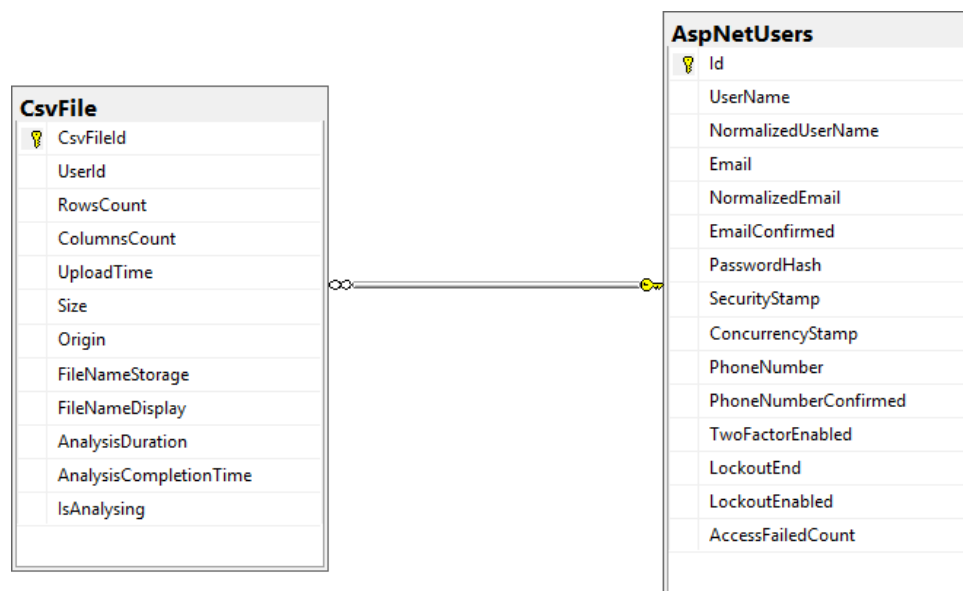 CsvFile
CsvFileId
UserId
RowsCount
ColumnsCount
UploadTime
Size
Origin
FileNameStorage
FileNameDisplay
AnalysisDuration
AnalysisCompletionTime
IsAnalysing
AspNetUsers
Id
UserName
NormalizedUserName
Email
NormalizedEmail
EmailConfirmed
PasswordHash
SecurityStamp
ConcurrencyStamp
PhoneNumber
PhoneNumberConfirmed
TwoFactorEnabled
LockoutEnd
LockoutEnabled
AccessFailedCount